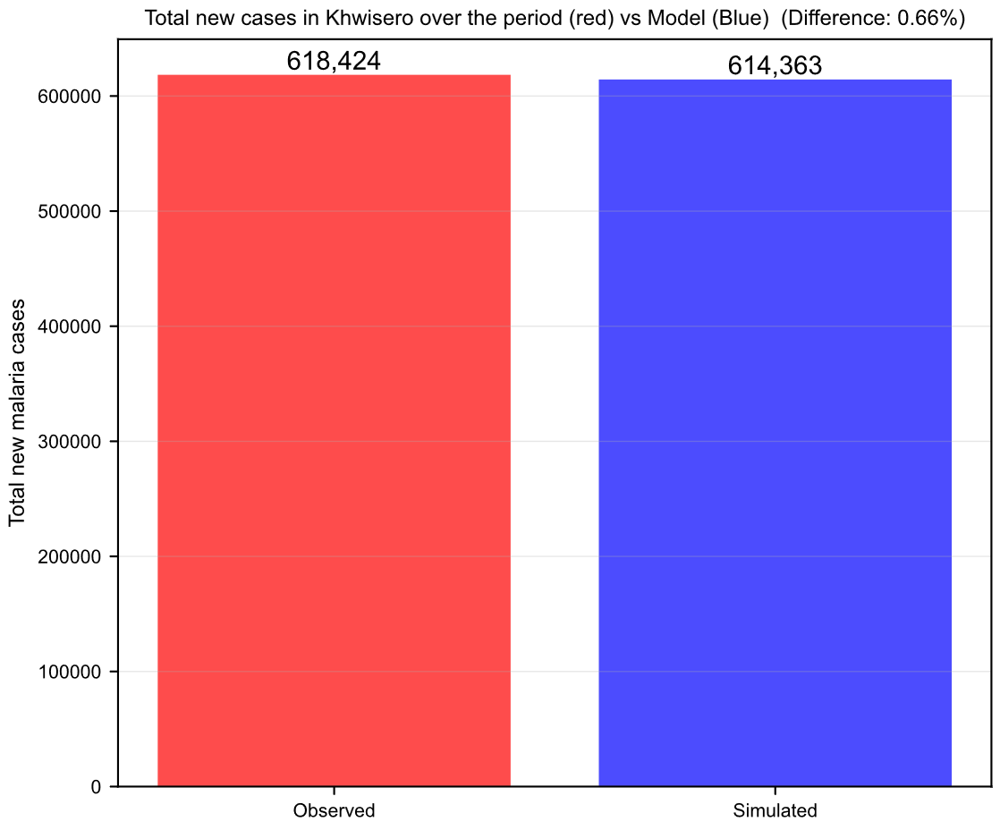 Total new cases in Khwisero over the period (red) vs Model (Blue)  (Difference: 0.66%)
618,424
614,363
Total new malaria cases
600000
500000
400000
300000
200000
100000
0
Observed
Simulated